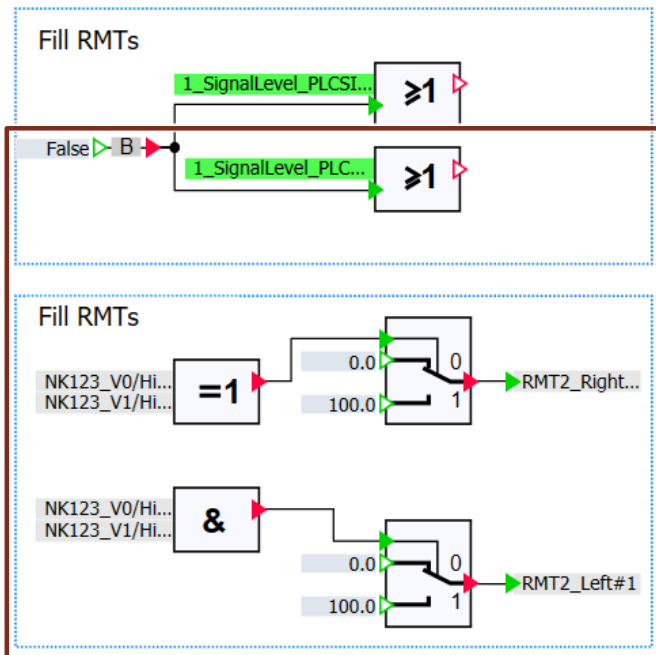 Fill RMTs
1_SignalLevel_PLCSI...
≥1
False B
1_SignalLevel_PLC...
≥1
Fill RMTs
0.0
0
NK123_V0/Hi...
=1
RMT2_Right...
NK123_V1/Hi...
100.0
1
NK123_V0/Hi...
&
NK123_V1/Hi...
0.0
0
RMT2_Left#1
100.0
1